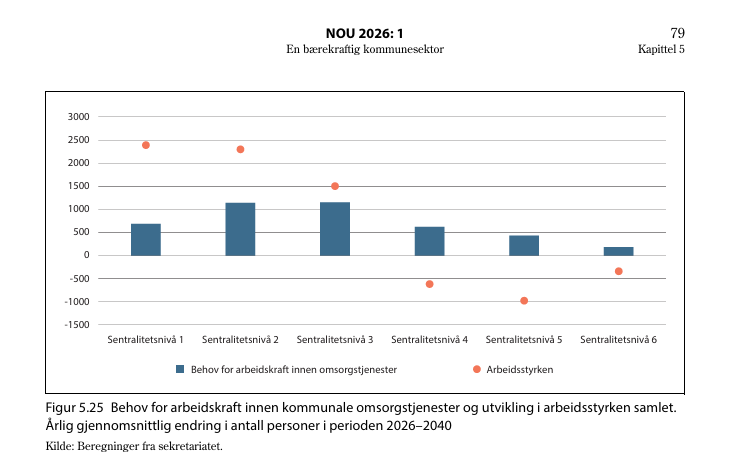 NOU 2026: 1
79
En bærekraftig kommunesektor
Kapittel 5
3000
2500
2000
1500
1000
500
0
-500
-1000
-1500
Sentralitetsnivå 1
Sentralitetsnivå 2
Sentralitetsnivå 3
Sentralitetsnivå 4
Sentralitetsnivå 5
Sentralitetsnivå 6
Behov for arbeidskraft innen omsorgstjenester
Arbeidsstyrken
Figur 5.25 Behov for arbeidskraft innen kommunale omsorgstjenester og utvikling i arbeidsstyrken samlet.
Årlig gjennomsnittlig endring i antall personer i perioden 2026–2040
Kilde: Beregninger fra sekretariatet.